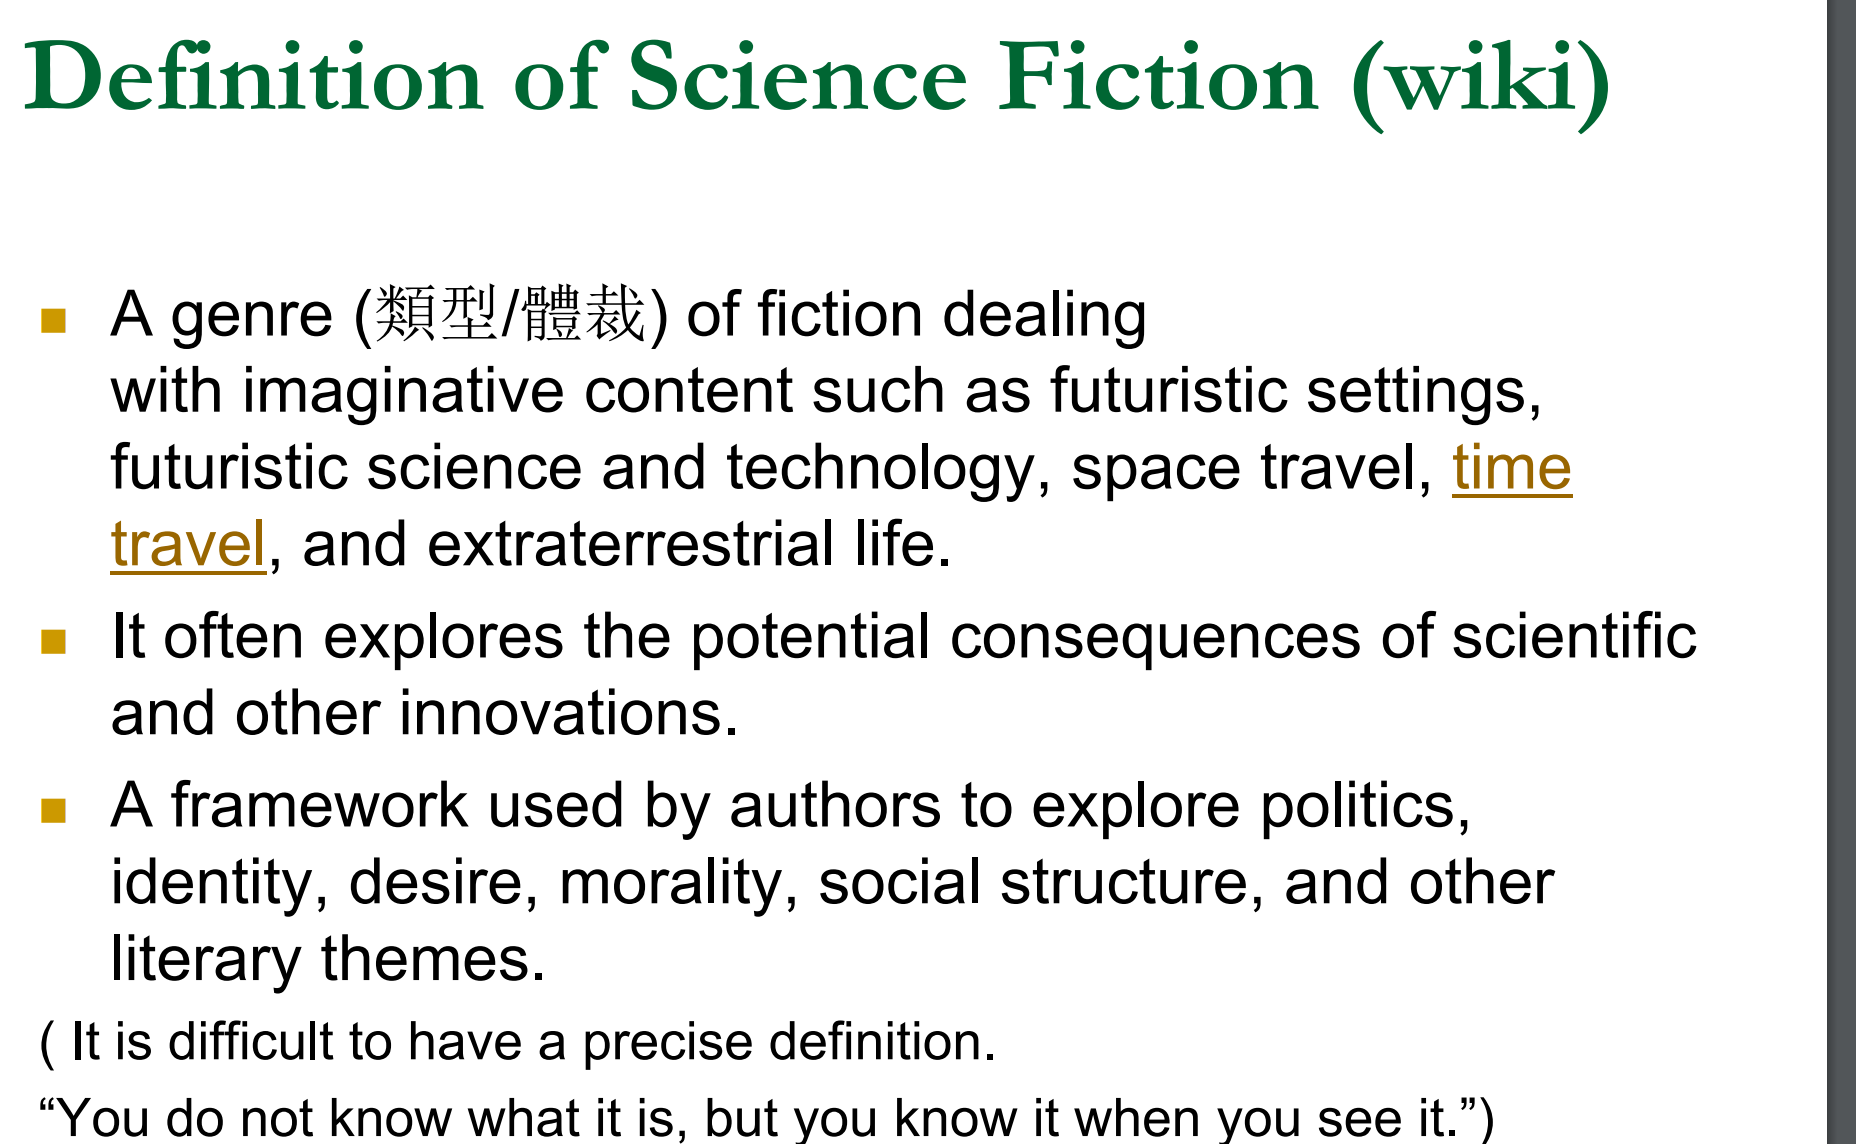 Definition of Science Fiction (wiki)
A genre (類型/體裁) of fiction dealing
with imaginative content such as futuristic settings,
futuristic science and technology, space travel, time
travel, and extraterrestrial life.
It often explores the potential consequences of scientific
and other innovations.
A framework used by authors to explore politics,
identity, desire, morality, social structure, and other
literary themes.
( It is difficult to have a precise definition.
“You do not know what it is, but you know it when you see it.”)